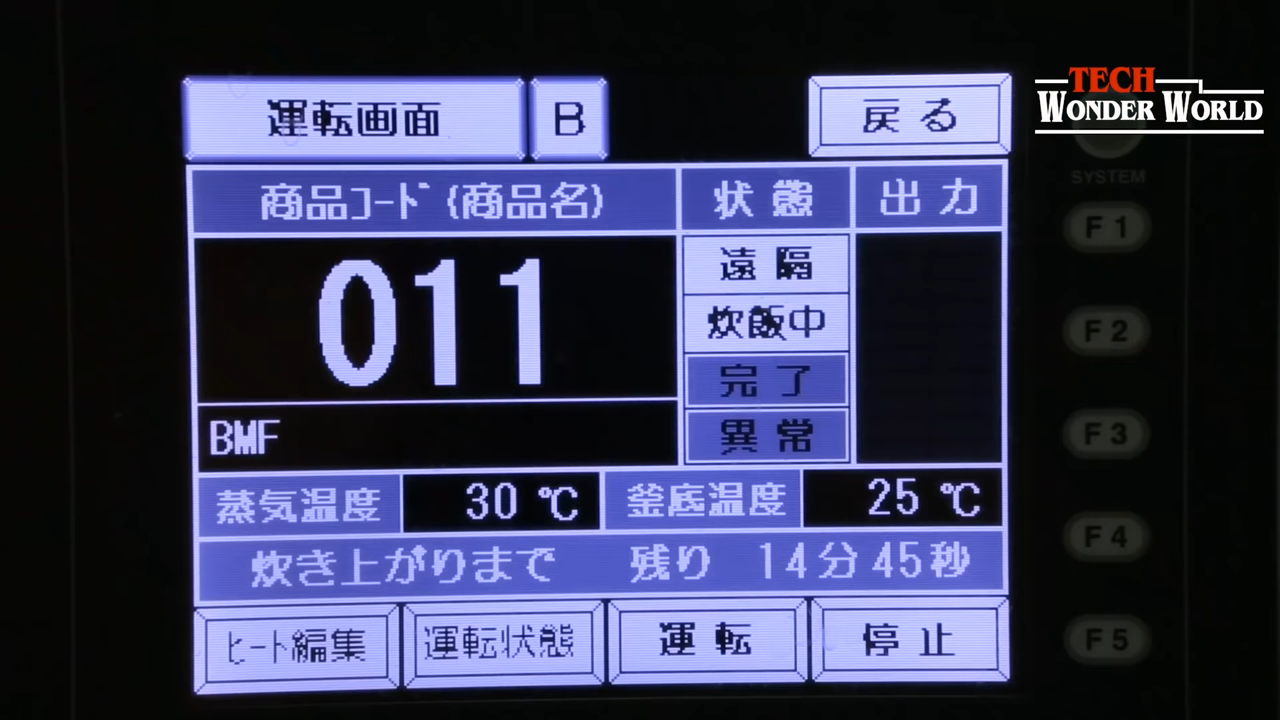 TECH
WONDER WORLD
運転画面 B 戻る
SYSTEM
商品コード(商品名) 状態 出力
F1
011
遠隔
炊飯中
F2
完了
BMF
異常
F3
蒸気温度 30 ℃ 釜底温度 25 ℃
炊き上がりまで 残り 14分45秒
F4
ヒート編集 運転状態 運転 停止
F5